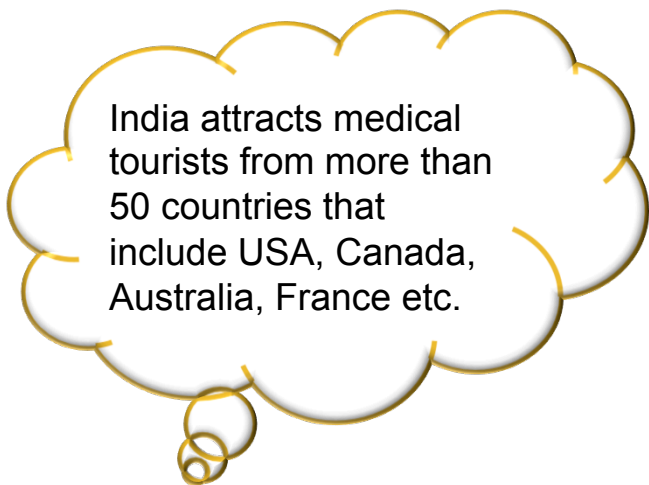 India attracts medical
tourists from more than
50 countries that
include USA, Canada,
Australia, France etc.